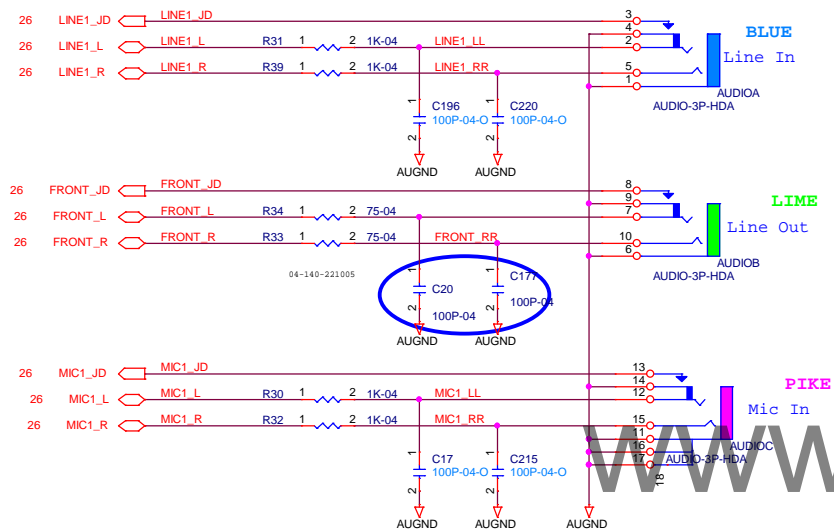 26 LINE1_JD LINE1_JD 3
4
26 LINE1_L LINE1_L R31 1 2 1K-04 LINE1_LL 2
BLUE
Line In
26 LINE1_R LINE1_R R39 1 2 1K-04 LINE1_RR 5
1
AUDIOA
AUDIO-3P-HDA
1 C196 1 C220
100P-04-O 100P-04-O
2 2
AUGND AUGND
26 FRONT_JD FRONT_JD 8
9
26 FRONT_L FRONT_L R34 1 2 75-04 7
LIME
Line Out
26 FRONT_R FRONT_R R33 1 2 75-04 FRONT_RR 10
6
AUDIOB
AUDIO-3P-HDA
04-140-221005
1 C20 1 C177
100P-04 100P-04
2 2
AUGND AUGND
26 MIC1_JD MIC1_JD 13
14
26 MIC1_L MIC1_L R30 1 2 1K-04 MIC1_LL 12
PIKE
Mic In
26 MIC1_R MIC1_R R32 1 2 1K-04 MIC1_RR 15
11
16
17
18
AUDIOC
AUDIO-3P-HDA
1 C17 1 C215
100P-04-O 100P-04-O
2 2
AUGND AUGND AUGND
www